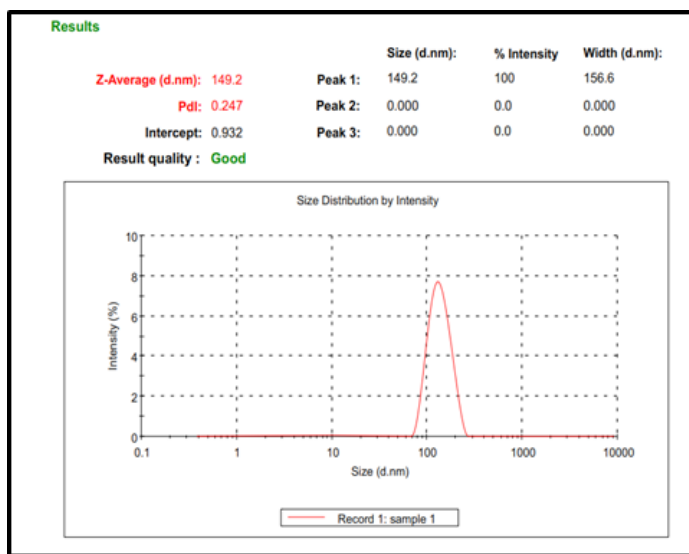 Results
Size (d.nm): % Intensity Width (d.nm):
Z-Average (d.nm): 149.2 Peak 1: 149.2 100 156.6
PdI: 0.247 Peak 2: 0.000 0.0 0.000
Intercept: 0.932 Peak 3: 0.000 0.0 0.000
Result quality : Good
Size Distribution by Intensity
Intensity (%)
10
8
6
4
2
0
0.1 1 10 100 1000 10000
Size (d.nm)
Record 1: sample 1